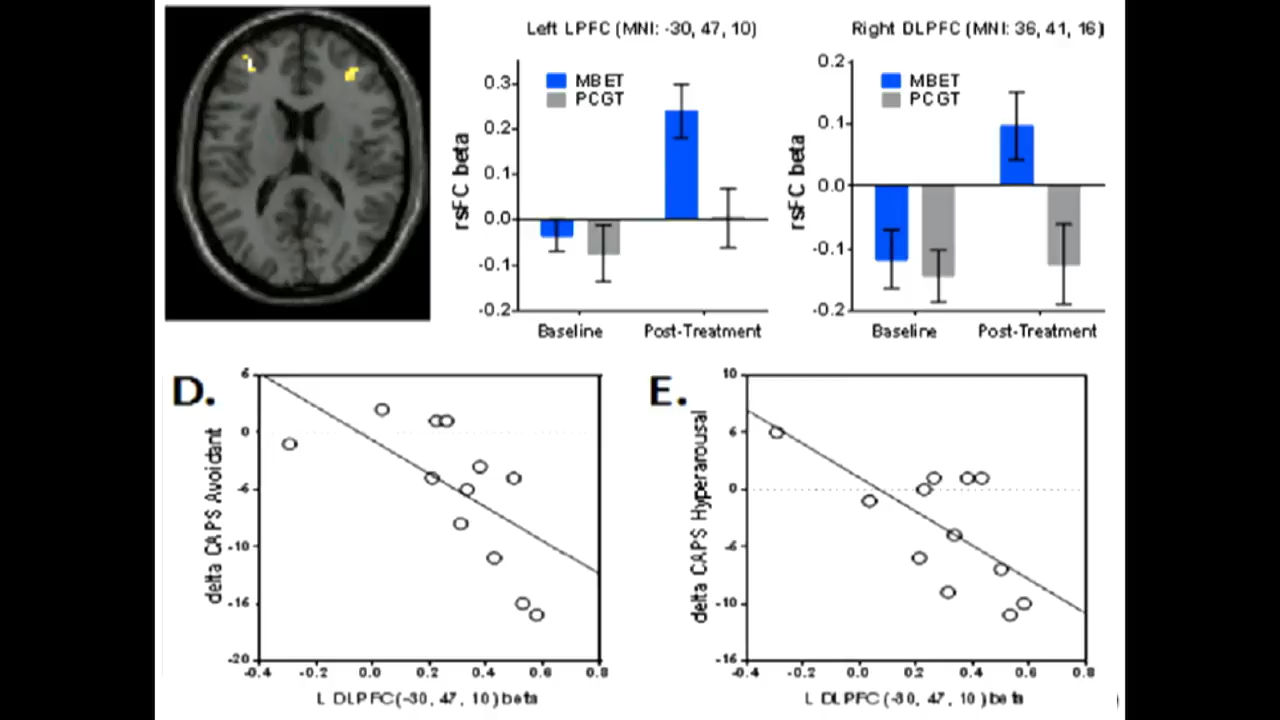 Left LPFC (MNI: -30, 47, 10)
MBET
PCGT
rsFC beta
0.3
0.2
0.1
0.0
-0.1
-0.2
Baseline
Post-Treatment
Right DLPFC (MNI: 36, 41, 16)
MBET
PCGT
rsFC beta
0.2
0.1
0.0
-0.1
-0.2
Baseline
Post-Treatment
D.
delta CAPS Avoidant
0
-10
-20
-0.4 -0.2 0.0 0.2 0.4 0.6 0.8
L DLPFC(-30, 47, 10)beta
E.
delta CAPS Hyperarousal
10
0
-10
-0.4 -0.2 0.0 0.2 0.4 0.6 0.8
L DLPFC(-30, 47, 10)beta